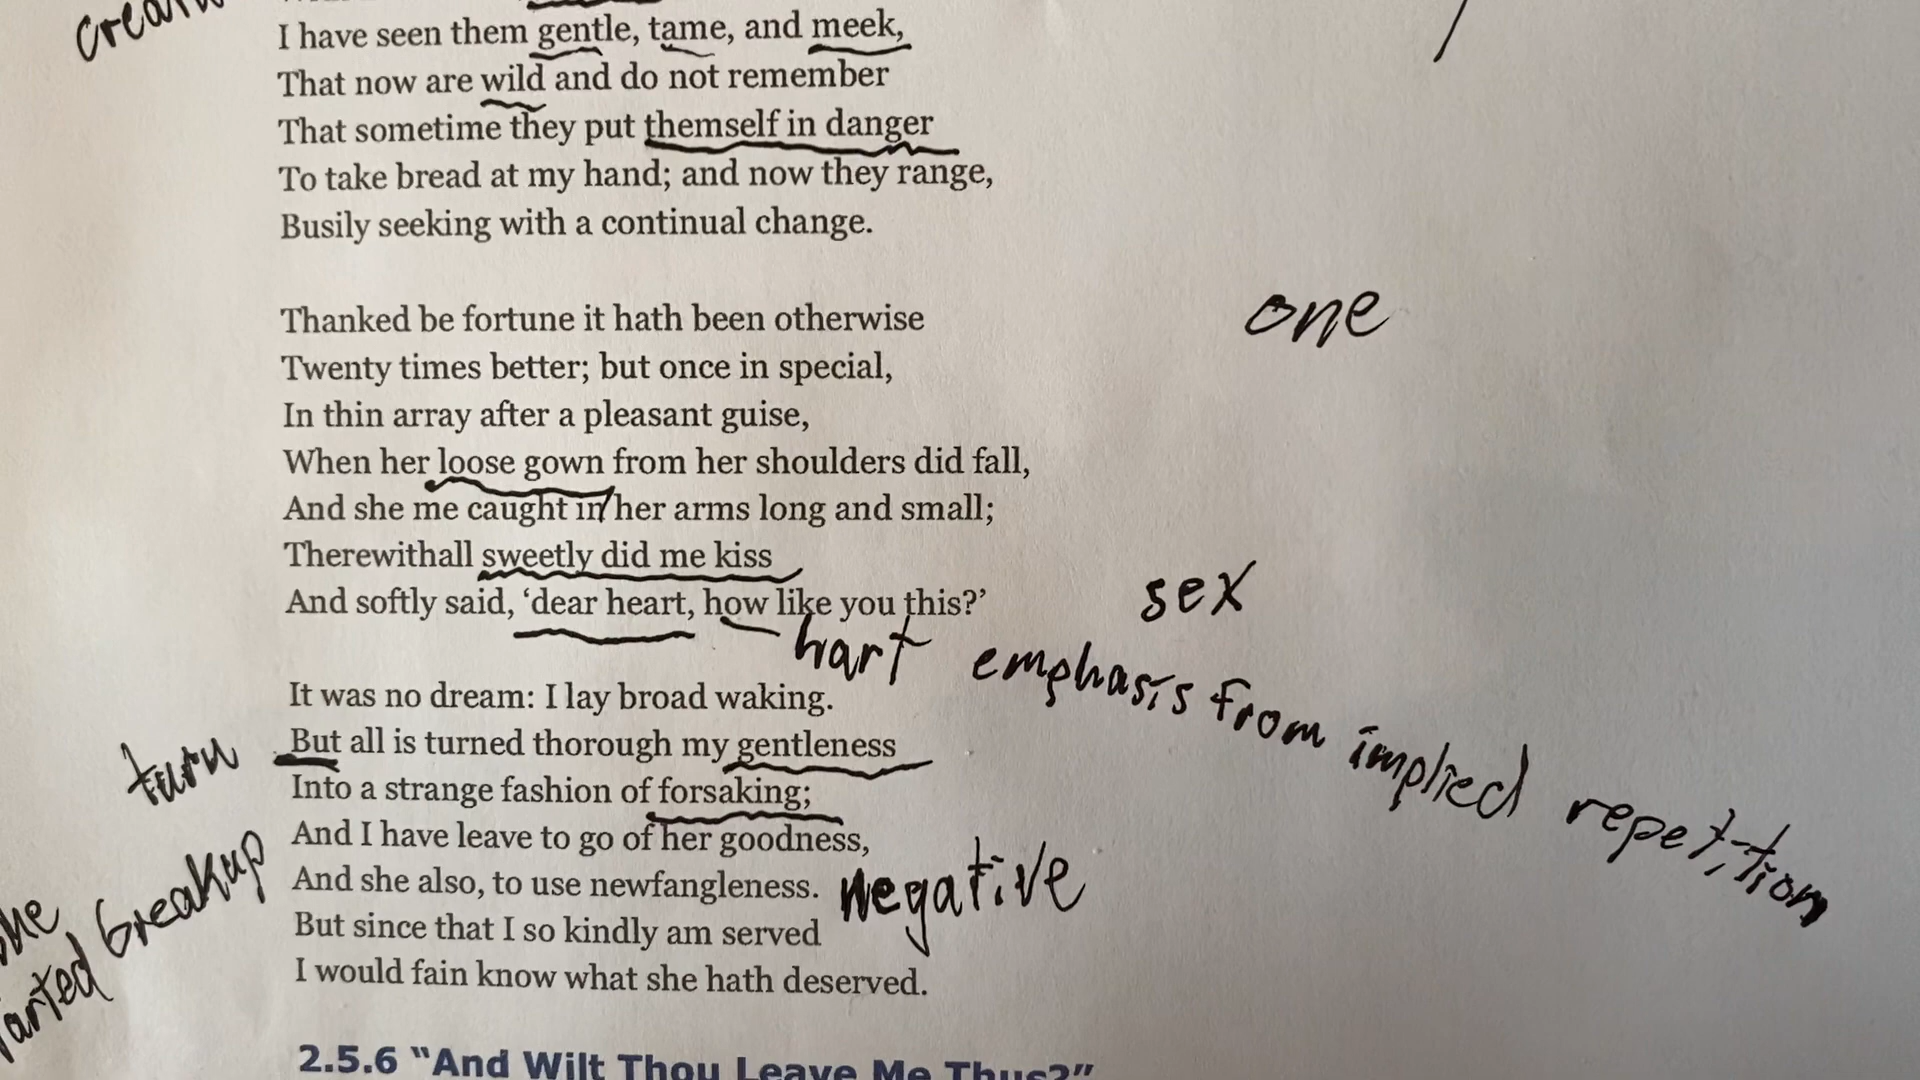 I have seen them gentle, tame, and meek,
That now are wild and do not remember
That sometime they put themself in danger
To take bread at my hand; and now they range,
Busily seeking with a continual change.
Thanked be fortune it hath been otherwise
one
Twenty times better; but once in special,
In thin array after a pleasant guise,
When her loose gown from her shoulders did fall,
And she me caught in her arms long and small;
Therewithall sweetly did me kiss
And softly said, ‘dear heart, how like you this?’
sex
hart emphasis from implied repetition
It was no dream: I lay broad waking.
turn
But all is turned thorough my gentleness
Into a strange fashion of forsaking;
And I have leave to go of her goodness,
And she also, to use newfangleness.
negative
breakup
But since that I so kindly am served
I would fain know what she hath deserved.
2.5.6 “And Wilt Thou Leave Me Thus?”